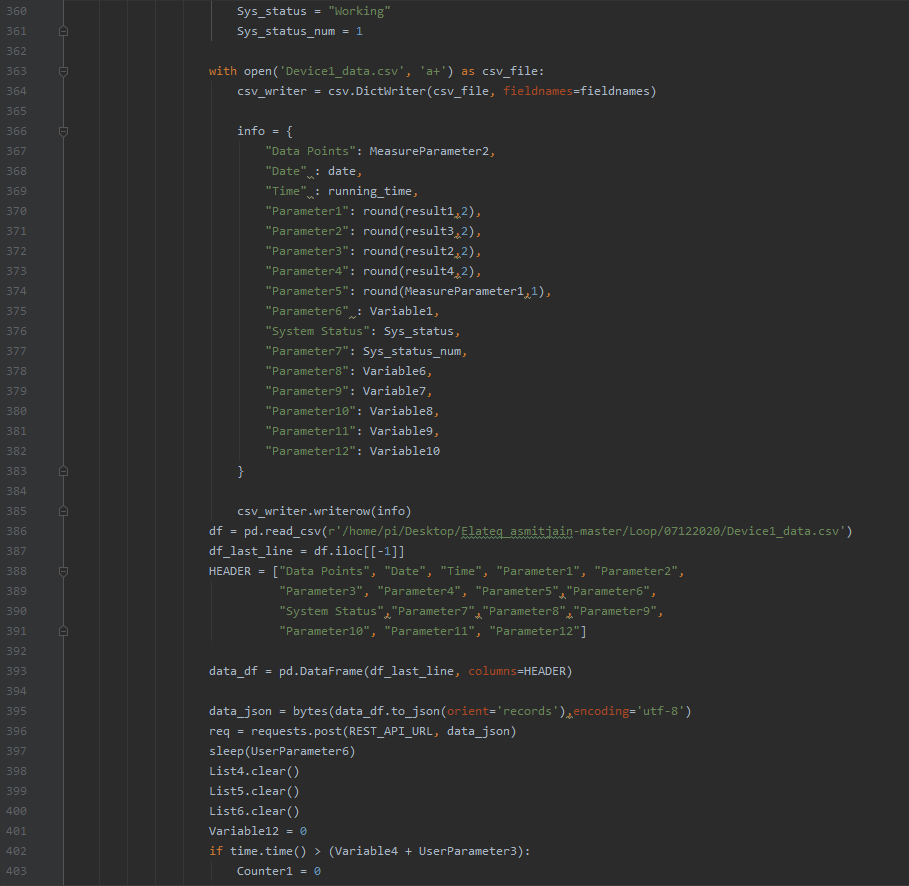 360 Sys_status = "Working"
361 Sys_status_num = 1
362
363 with open('Device1_data.csv', 'a+') as csv_file:
364 csv_writer = csv.DictWriter(csv_file, fieldnames=fieldnames)
365
366 info = {
367 "Data Points": MeasureParameter2,
368 "Date" : date,
369 "Time" : running_time,
370 "Parameter1": round(result1,2),
371 "Parameter2": round(result3,2),
372 "Parameter3": round(result2,2),
373 "Parameter4": round(result4,2),
374 "Parameter5": round(MeasureParameter1,1),
375 "Parameter6" : Variable1,
376 "System Status": Sys_status,
377 "Parameter7": Sys_status_num,
378 "Parameter8": Variable6,
379 "Parameter9": Variable7,
380 "Parameter10": Variable8,
381 "Parameter11": Variable9,
382 "Parameter12": Variable10
383 }
384
385 csv_writer.writerow(info)
386 df = pd.read_csv(r'/home/pi/Desktop/Elateq_asmitjain-master/Loop/07122020/Device1_data.csv')
387 df_last_line = df.iloc[[-1]]
388 HEADER = ["Data Points", "Date", "Time", "Parameter1", "Parameter2",
389 "Parameter3", "Parameter4", "Parameter5","Parameter6",
390 "System Status","Parameter7","Parameter8","Parameter9",
391 "Parameter10", "Parameter11", "Parameter12"]
392
393 data_df = pd.DataFrame(df_last_line, columns=HEADER)
394
395 data_json = bytes(data_df.to_json(orient='records'),encoding='utf-8')
396 req = requests.post(REST_API_URL, data_json)
397 sleep(UserParameter6)
398 List4.clear()
399 List5.clear()
400 List6.clear()
401 Variable12 = 0
402 if time.time() > (Variable4 + UserParameter3):
403 Counter1 = 0